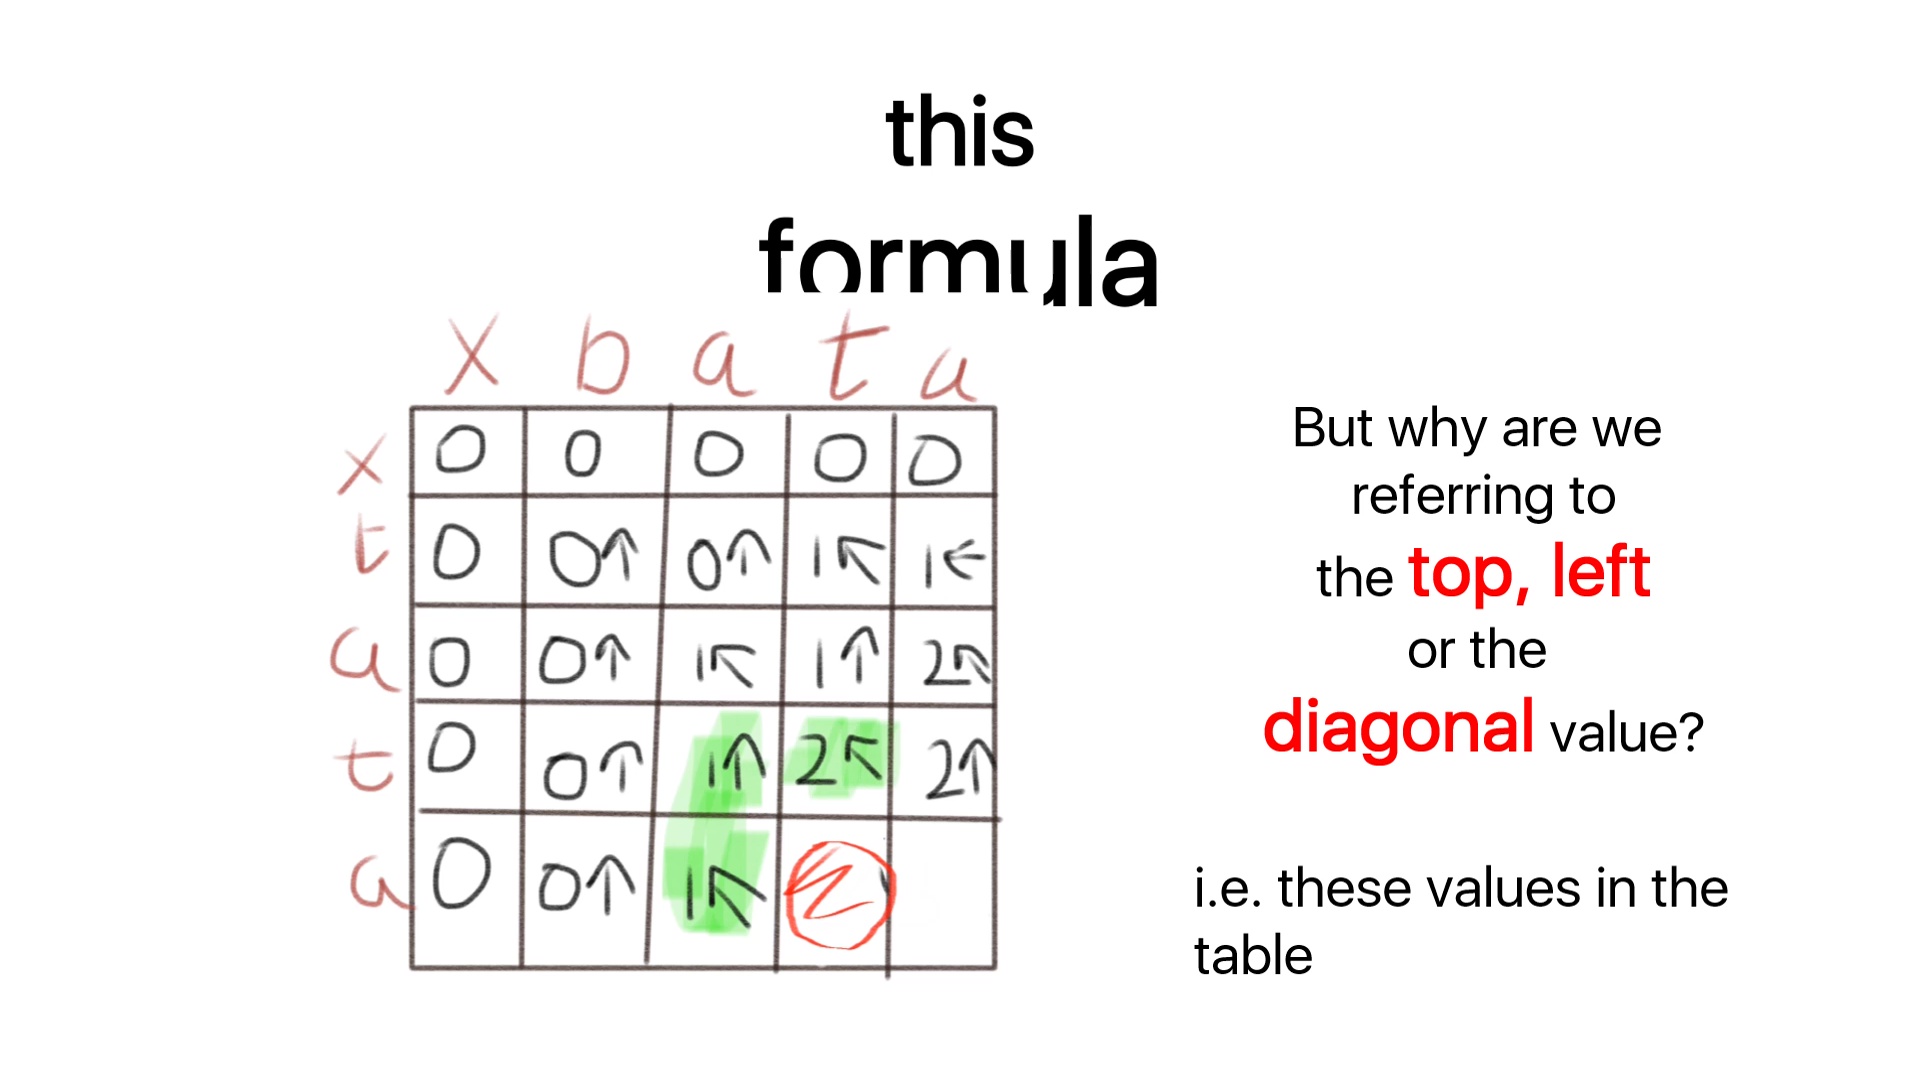 this
formula
x b a t a
x 0 0 0 0 0
t 0 0↑ 0↑ 1↖ 1←
a 0 0↑ 1↖ 1↑ 2↖
t 0 0↑ 1↑ 2↖ 2↑
a 0 0↑ 1↖ 2
But why are we
referring to
the top, left
or the
diagonal value?
i.e. these values in the
table